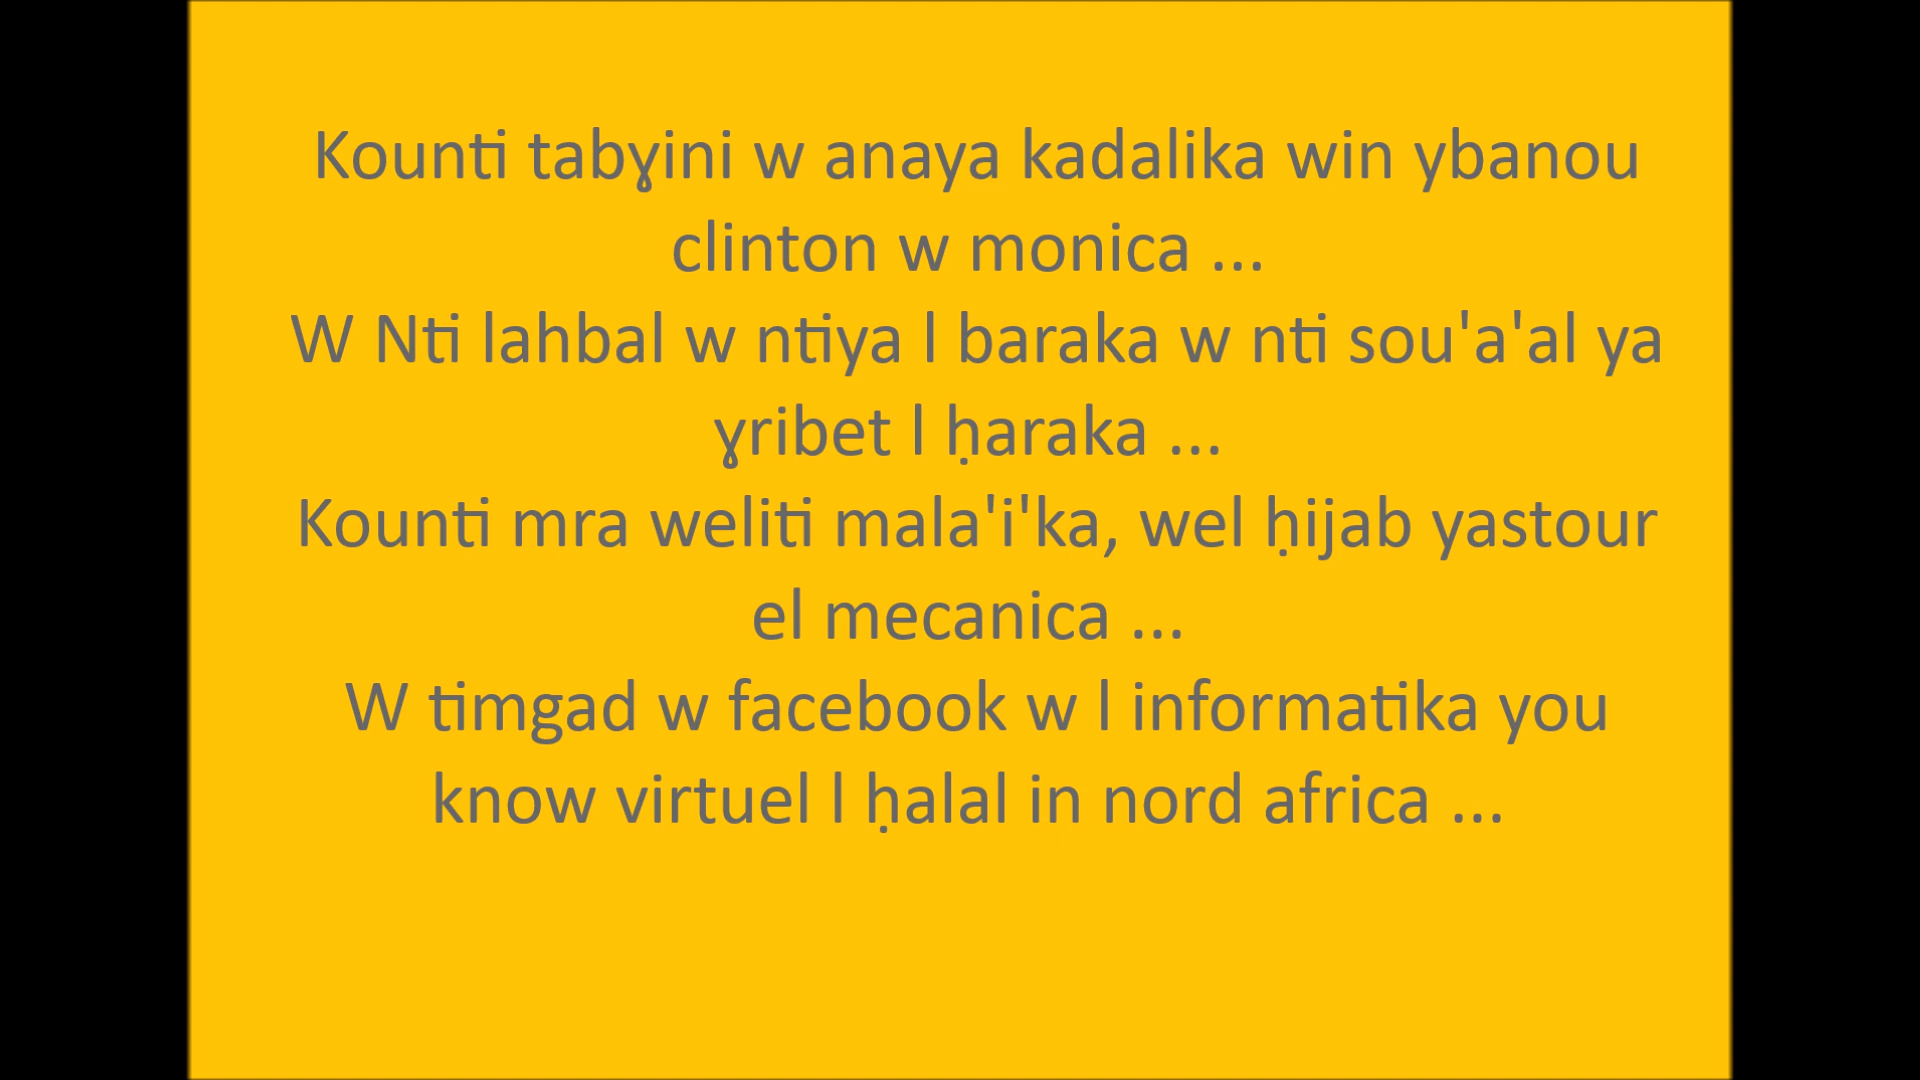 Kounti tabɣini w anaya kadalika win ybanou
clinton w monica ...
W Nti lahbal w ntiya l baraka w nti sou'a'al ya
ɣribet l ḥaraka ...
Kounti mra weliti mala'i'ka, wel ḥijab yastour
el mecanica ...
W timgad w facebook w l informatika you
know virtuel l ḥalal in nord africa ...